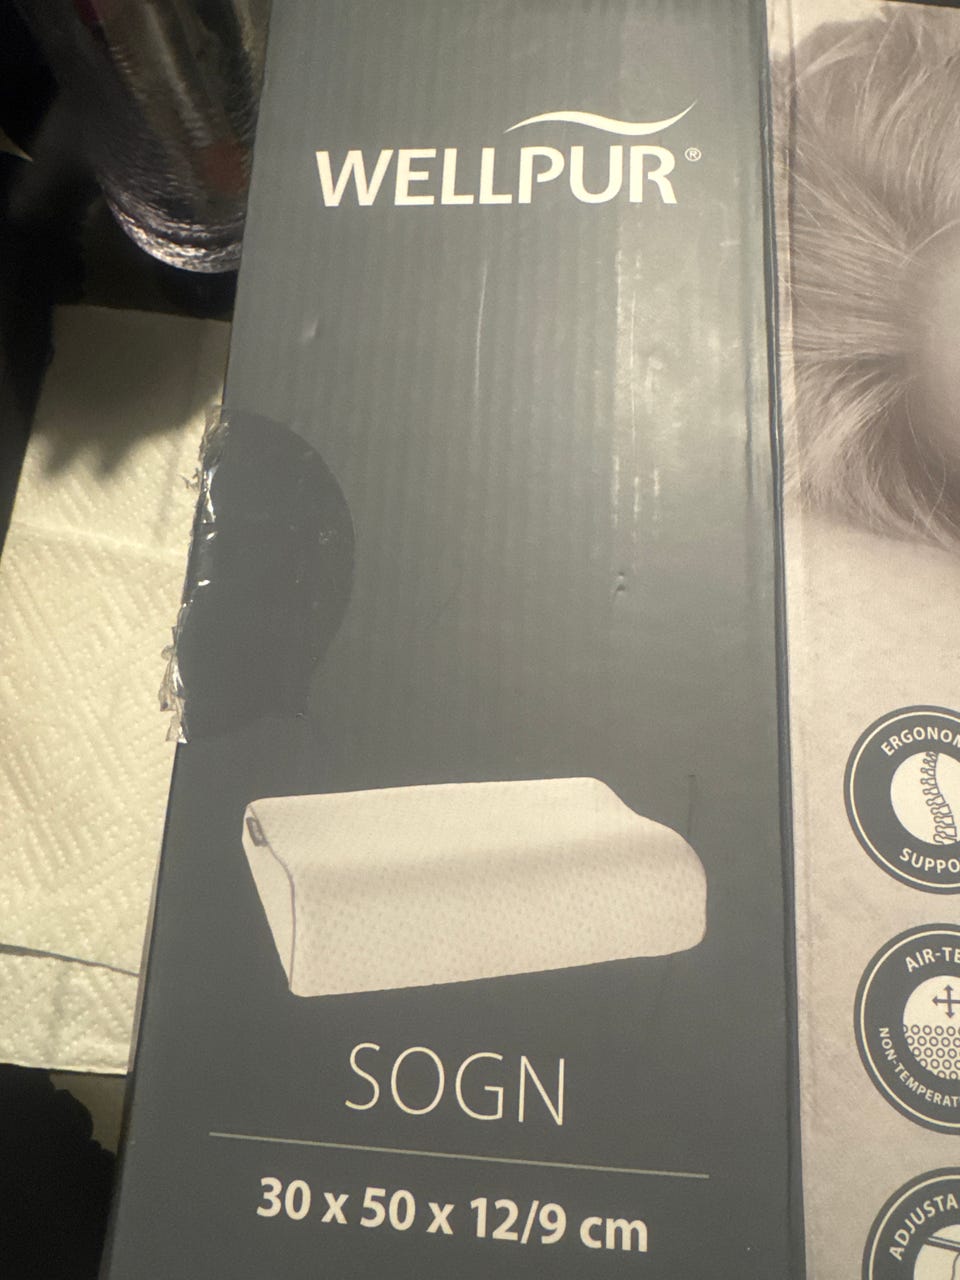 WELLPUR®
SOGN
30 x 50 x 12/9 cm
SUPPO
AIR-TE
NON-TEMPERAT
ADJUSTA